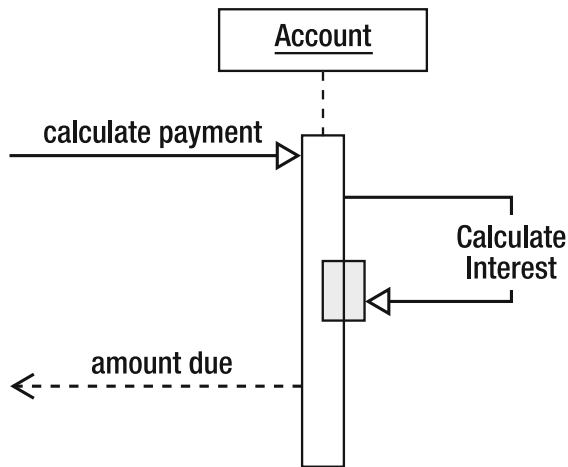 Account
calculate payment
Calculate
Interest
amount due